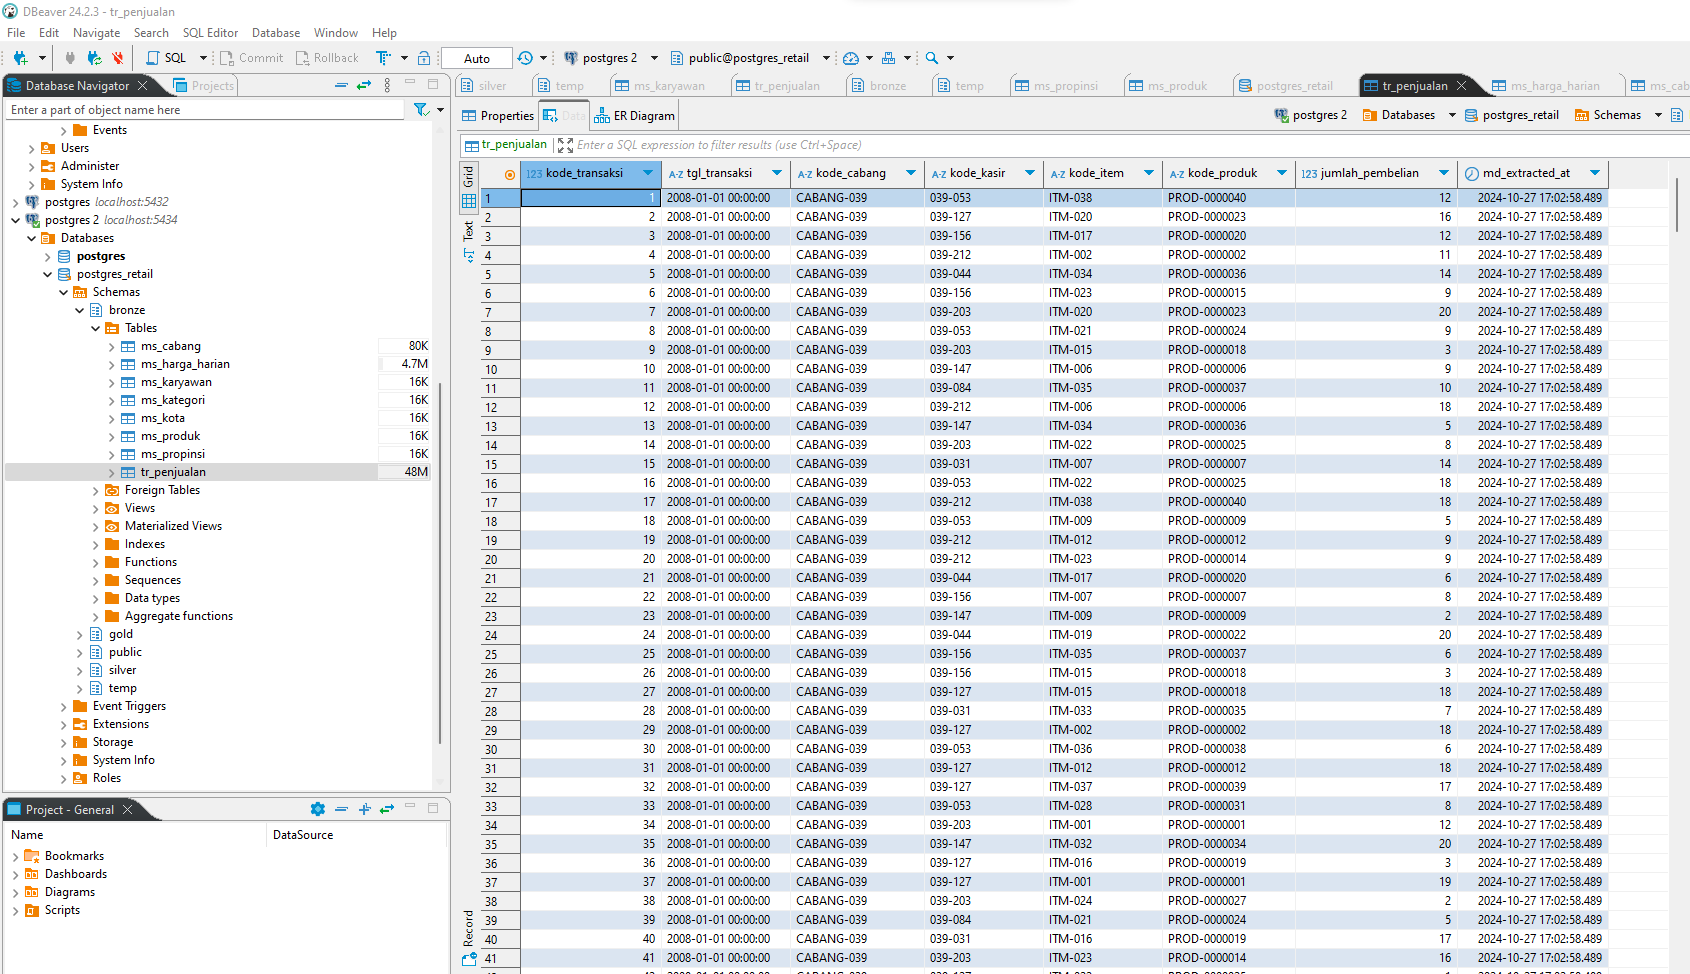 DBeaver 24.2.3 - tr_penjualan
File Edit Navigate Search SQL Editor Database Window Help
SQL Commit Rollback Auto postgres 2 public@postgres_retail
Database Navigator Projects
silver temp ms_karyawan tr_penjualan bronze temp ms_propinsi ms_produk postgres_retail tr_penjualan ms_harga_harian ms_cab
Enter a part of object name here
Events
Users
Administer
System Info
postgres localhost:5432
postgres 2 localhost:5434
Databases
postgres
postgres_retail
Schemas
bronze
Tables
ms_cabang 80K
ms_harga_harian 4.7M
ms_karyawan 16K
ms_kategori 16K
ms_kota 16K
ms_produk 16K
ms_propinsi 16K
tr_penjualan 48M
Foreign Tables
Views
Materialized Views
Indexes
Functions
Sequences
Data types
Aggregate functions
gold
public
silver
temp
Event Triggers
Extensions
Storage
System Info
Roles
Project - General
Name DataSource
Bookmarks
Dashboards
Diagrams
Scripts
Properties Data ER Diagram postgres 2 Databases postgres_retail Schemas
tr_penjualan Enter a SQL expression to filter results (use Ctrl+Space)
Grid
Text
Record
123 kode_transaksi A-Z tgl_transaksi A-Z kode_cabang A-Z kode_kasir A-Z kode_item A-Z kode_produk 123 jumlah_pembelian md_extracted_at
1 1 2008-01-01 00:00:00 CABANG-039 039-053 ITM-038 PROD-0000040 12 2024-10-27 17:02:58.489
2 2 2008-01-01 00:00:00 CABANG-039 039-127 ITM-020 PROD-0000023 16 2024-10-27 17:02:58.489
3 3 2008-01-01 00:00:00 CABANG-039 039-156 ITM-017 PROD-0000020 12 2024-10-27 17:02:58.489
4 4 2008-01-01 00:00:00 CABANG-039 039-212 ITM-002 PROD-0000002 11 2024-10-27 17:02:58.489
5 5 2008-01-01 00:00:00 CABANG-039 039-044 ITM-034 PROD-0000036 14 2024-10-27 17:02:58.489
6 6 2008-01-01 00:00:00 CABANG-039 039-156 ITM-023 PROD-0000015 9 2024-10-27 17:02:58.489
7 7 2008-01-01 00:00:00 CABANG-039 039-203 ITM-020 PROD-0000023 20 2024-10-27 17:02:58.489
8 8 2008-01-01 00:00:00 CABANG-039 039-053 ITM-021 PROD-0000024 9 2024-10-27 17:02:58.489
9 9 2008-01-01 00:00:00 CABANG-039 039-203 ITM-015 PROD-0000018 3 2024-10-27 17:02:58.489
10 10 2008-01-01 00:00:00 CABANG-039 039-147 ITM-006 PROD-0000006 9 2024-10-27 17:02:58.489
11 11 2008-01-01 00:00:00 CABANG-039 039-084 ITM-035 PROD-0000037 10 2024-10-27 17:02:58.489
12 12 2008-01-01 00:00:00 CABANG-039 039-212 ITM-006 PROD-0000006 18 2024-10-27 17:02:58.489
13 13 2008-01-01 00:00:00 CABANG-039 039-147 ITM-034 PROD-0000036 5 2024-10-27 17:02:58.489
14 14 2008-01-01 00:00:00 CABANG-039 039-203 ITM-022 PROD-0000025 8 2024-10-27 17:02:58.489
15 15 2008-01-01 00:00:00 CABANG-039 039-031 ITM-007 PROD-0000007 14 2024-10-27 17:02:58.489
16 16 2008-01-01 00:00:00 CABANG-039 039-053 ITM-022 PROD-0000025 18 2024-10-27 17:02:58.489
17 17 2008-01-01 00:00:00 CABANG-039 039-212 ITM-038 PROD-0000040 18 2024-10-27 17:02:58.489
18 18 2008-01-01 00:00:00 CABANG-039 039-053 ITM-009 PROD-0000009 5 2024-10-27 17:02:58.489
19 19 2008-01-01 00:00:00 CABANG-039 039-212 ITM-012 PROD-0000012 9 2024-10-27 17:02:58.489
20 20 2008-01-01 00:00:00 CABANG-039 039-212 ITM-023 PROD-0000014 9 2024-10-27 17:02:58.489
21 21 2008-01-01 00:00:00 CABANG-039 039-044 ITM-017 PROD-0000020 6 2024-10-27 17:02:58.489
22 22 2008-01-01 00:00:00 CABANG-039 039-156 ITM-007 PROD-0000007 8 2024-10-27 17:02:58.489
23 23 2008-01-01 00:00:00 CABANG-039 039-147 ITM-009 PROD-0000009 2 2024-10-27 17:02:58.489
24 24 2008-01-01 00:00:00 CABANG-039 039-044 ITM-019 PROD-0000022 20 2024-10-27 17:02:58.489
25 25 2008-01-01 00:00:00 CABANG-039 039-156 ITM-035 PROD-0000037 6 2024-10-27 17:02:58.489
26 26 2008-01-01 00:00:00 CABANG-039 039-156 ITM-015 PROD-0000018 3 2024-10-27 17:02:58.489
27 27 2008-01-01 00:00:00 CABANG-039 039-127 ITM-015 PROD-0000018 18 2024-10-27 17:02:58.489
28 28 2008-01-01 00:00:00 CABANG-039 039-031 ITM-033 PROD-0000035 7 2024-10-27 17:02:58.489
29 29 2008-01-01 00:00:00 CABANG-039 039-127 ITM-002 PROD-0000002 18 2024-10-27 17:02:58.489
30 30 2008-01-01 00:00:00 CABANG-039 039-053 ITM-036 PROD-0000038 6 2024-10-27 17:02:58.489
31 31 2008-01-01 00:00:00 CABANG-039 039-127 ITM-012 PROD-0000012 18 2024-10-27 17:02:58.489
32 32 2008-01-01 00:00:00 CABANG-039 039-127 ITM-037 PROD-0000039 17 2024-10-27 17:02:58.489
33 33 2008-01-01 00:00:00 CABANG-039 039-053 ITM-028 PROD-0000031 8 2024-10-27 17:02:58.489
34 34 2008-01-01 00:00:00 CABANG-039 039-203 ITM-001 PROD-0000001 12 2024-10-27 17:02:58.489
35 35 2008-01-01 00:00:00 CABANG-039 039-147 ITM-032 PROD-0000034 20 2024-10-27 17:02:58.489
36 36 2008-01-01 00:00:00 CABANG-039 039-127 ITM-016 PROD-0000019 3 2024-10-27 17:02:58.489
37 37 2008-01-01 00:00:00 CABANG-039 039-127 ITM-001 PROD-0000001 19 2024-10-27 17:02:58.489
38 38 2008-01-01 00:00:00 CABANG-039 039-203 ITM-024 PROD-0000027 2 2024-10-27 17:02:58.489
39 39 2008-01-01 00:00:00 CABANG-039 039-084 ITM-021 PROD-0000024 5 2024-10-27 17:02:58.489
40 40 2008-01-01 00:00:00 CABANG-039 039-031 ITM-016 PROD-0000019 17 2024-10-27 17:02:58.489
41 41 2008-01-01 00:00:00 CABANG-039 039-203 ITM-023 PROD-0000014 16 2024-10-27 17:02:58.489